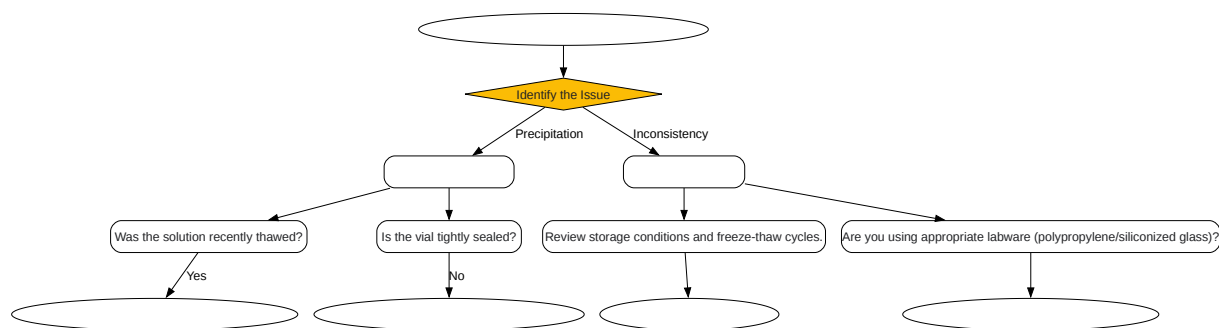 Identify the Issue
Precipitation
Inconsistency
Was the solution recently thawed?
Is the vial tightly sealed?
Review storage conditions and freeze-thaw cycles.
Are you using appropriate labware (polypropylene/siliconized glass)?
Yes
No